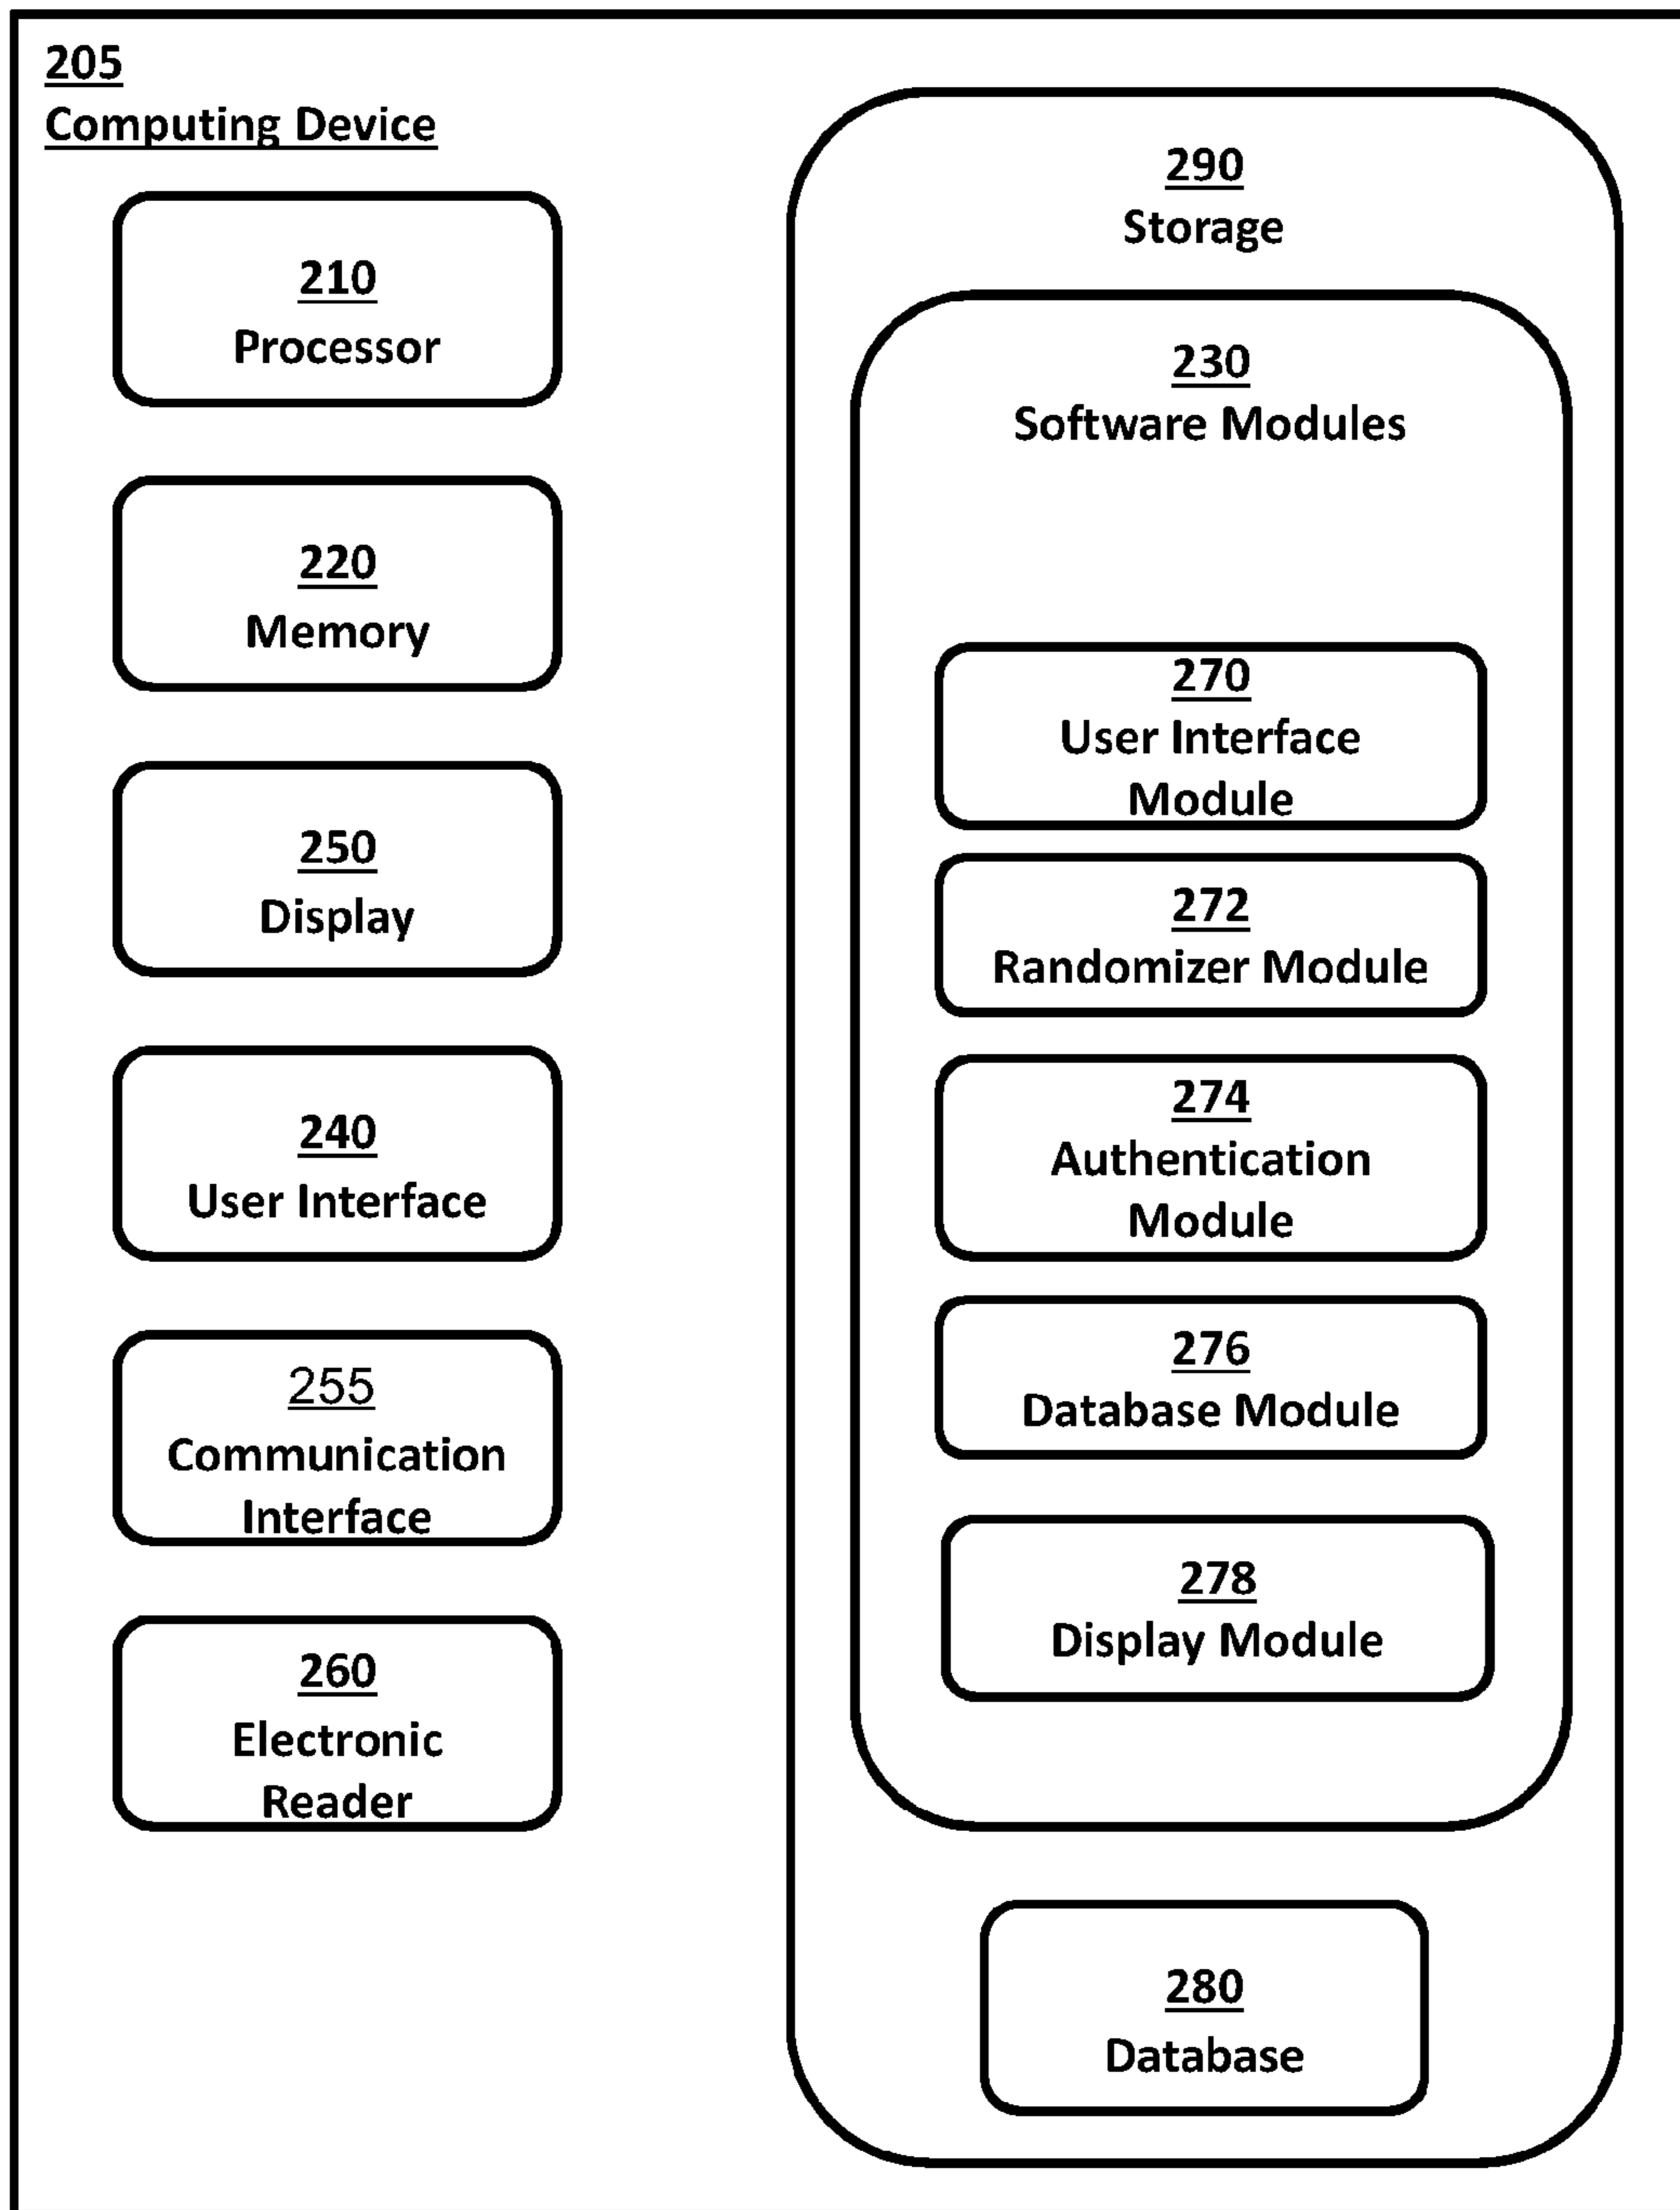 205
Computing Device
210
Processor
220
Memory
250
Display
240
User Interface
255
Communication
Interface
260
Electronic
Reader
290
Storage
230
Software Modules
270
User Interface
Module
272
Randomizer Module
274
Authentication
Module
276
Database Module
278
Display Module
280
Database